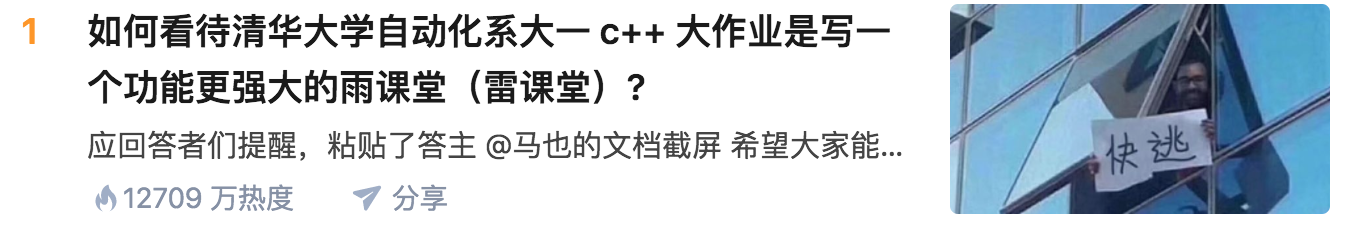 1
如何看待清华大学自动化系大一 c++ 大作业是写一
个功能更强大的雨课堂（雷课堂）？
应回答者们提醒，粘贴了答主 @马也的文档截屏 希望大家能...
12709 万热度
分享
快逃